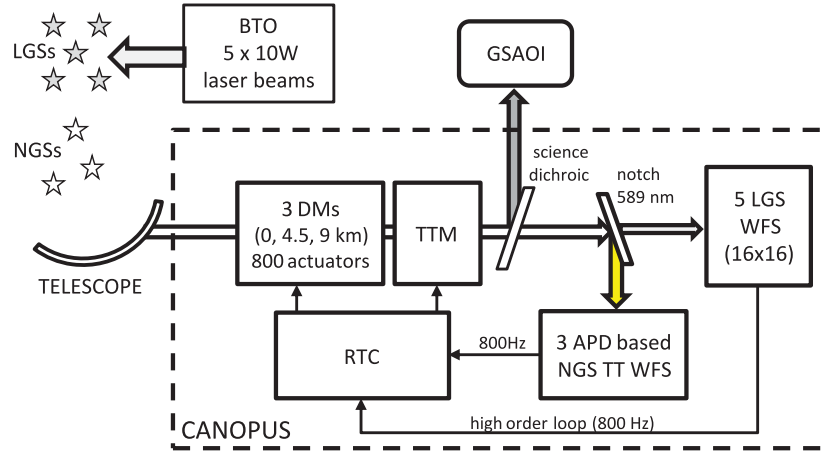 BTO
5 x 10W
laser beams
LGSs
GSAOI
NGSs
science
dichroic
notch
589 nm
3 DMs
(0, 4.5, 9 km)
800 actuators
TTM
5 LGS
WFS
(16x16)
TELESCOPE
RTC
800Hz
3 APD based
NGS TT WFS
high order loop (800 Hz)
CANOPUS